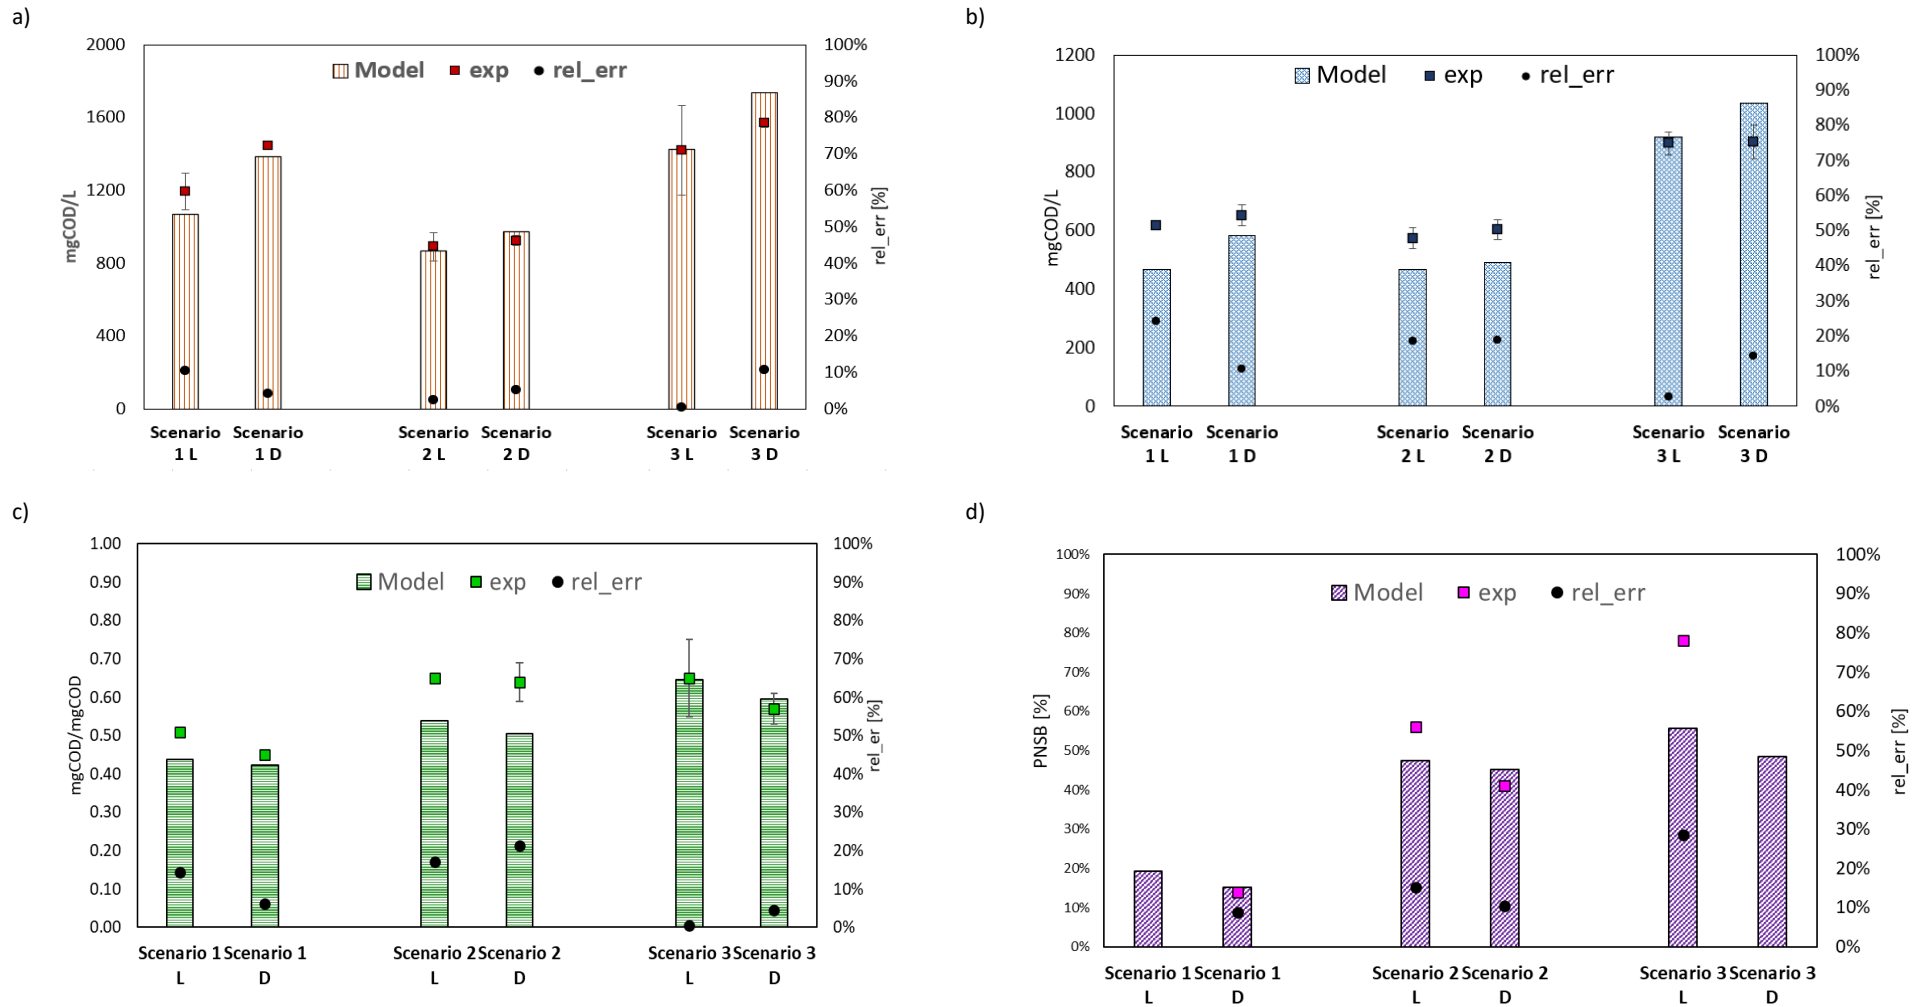 a)
2000
1600
1200
800
400
0
mgCOD/L
Model
exp
rel_err
100%
90%
80%
70%
60%
50%
40%
30%
20%
10%
0%
rel_err [%]
Scenario
1 L
Scenario
1 D
Scenario
2 L
Scenario
2 D
Scenario
3 L
Scenario
3 D
b)
1200
1000
800
600
400
200
0
mgCOD/L
Model
exp
rel_err
100%
90%
80%
70%
60%
50%
40%
30%
20%
10%
0%
rel_err [%]
Scenario
1 L
Scenario
1 D
Scenario
2 L
Scenario
2 D
Scenario
3 L
Scenario
3 D
c)
1.00
0.90
0.80
0.70
0.60
0.50
0.40
0.30
0.20
0.10
0.00
mgCOD/mgCOD
Model
exp
rel_err
100%
90%
80%
70%
60%
50%
40%
30%
20%
10%
0%
rel_er [%]
Scenario 1
L
Scenario 1
D
Scenario 2
L
Scenario 2
D
Scenario 3
L
Scenario 3
D
d)
100%
90%
80%
70%
60%
50%
40%
30%
20%
10%
0%
PNSB [%]
Model
exp
rel_err
100%
90%
80%
70%
60%
50%
40%
30%
20%
10%
0%
rel_err [%]
Scenario 1
L
Scenario 1
D
Scenario 2
L
Scenario 2
D
Scenario 3
L
Scenario 3
D